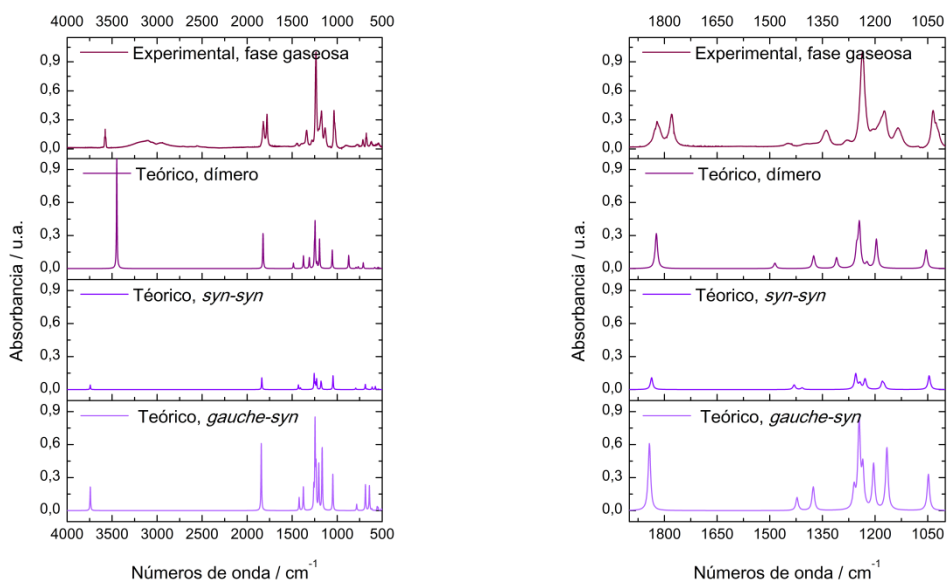 4000 3500 3000 2500 2000 1500 1000 500
Experimental, fase gaseosa
0,9
0,6
0,3
0,0
Teórico, dímero
0,9
0,6
0,3
0,0
Téorico, syn-syn
0,9
0,6
0,3
0,0
Teórico, gauche-syn
0,9
0,6
0,3
0,0
4000 3500 3000 2500 2000 1500 1000 500
Absorbancia / u.a.
Números de onda / cm⁻¹
1800 1650 1500 1350 1200 1050
Experimental, fase gaseosa
0,9
0,6
0,3
0,0
Teórico, dímero
0,9
0,6
0,3
0,0
Téorico, syn-syn
0,9
0,6
0,3
0,0
Teórico, gauche-syn
0,9
0,6
0,3
0,0
1800 1650 1500 1350 1200 1050
Absorbancia / u.a.
Números de onda / cm⁻¹